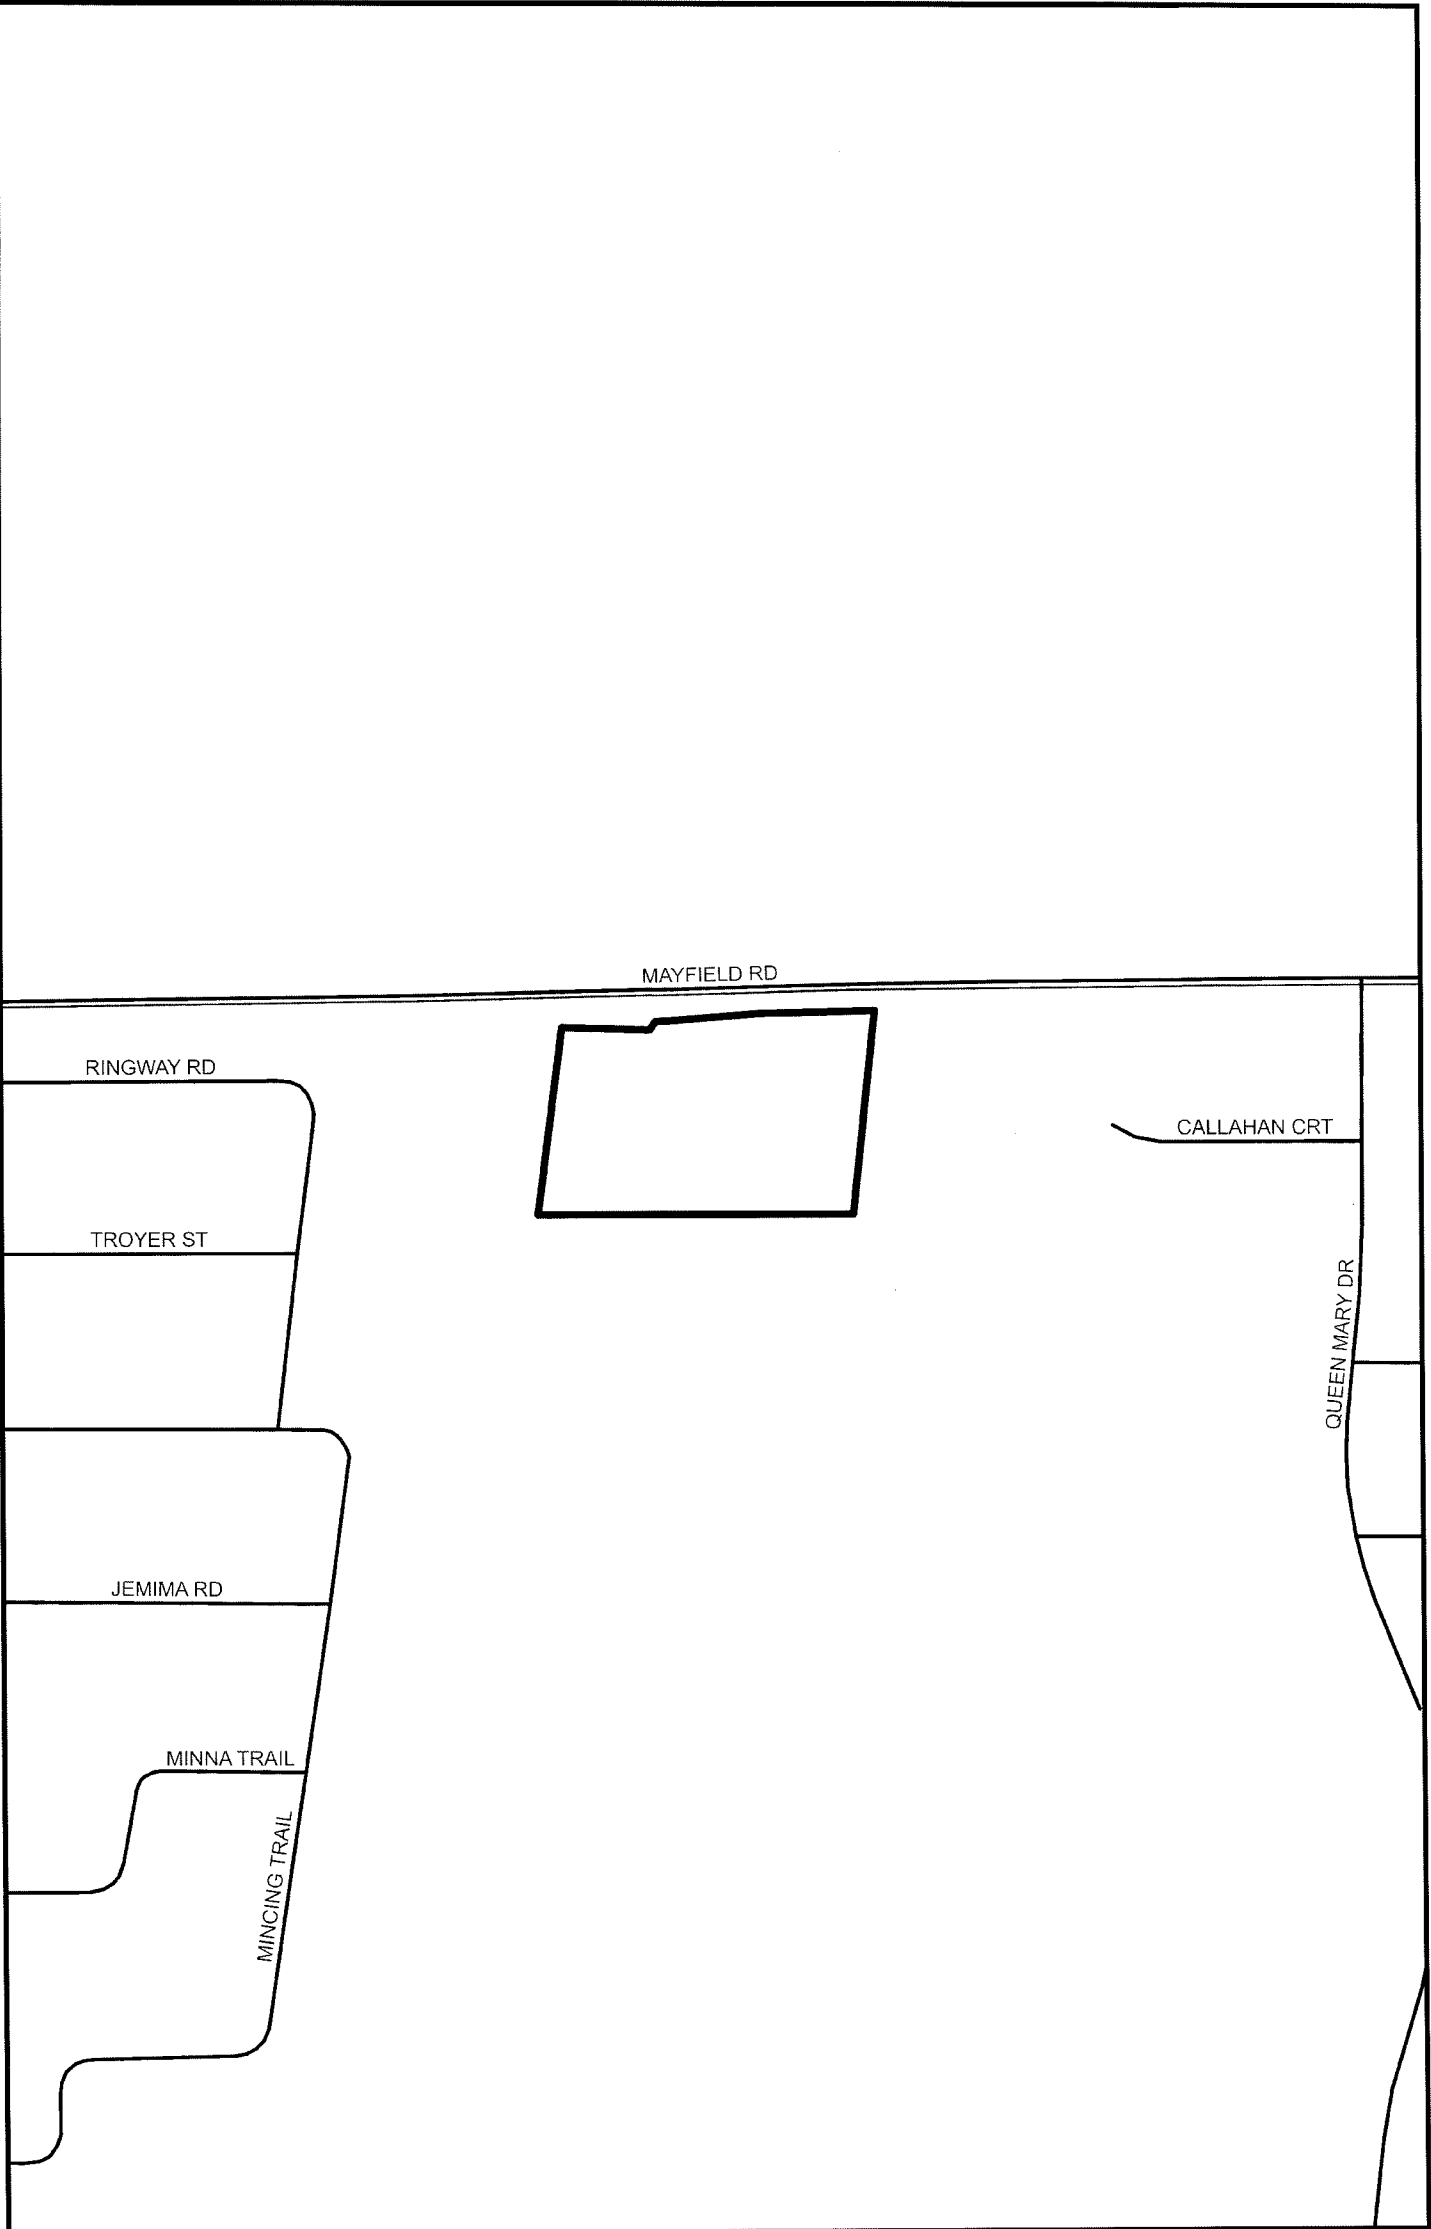 MAYFIELD RD
RINGWAY RD
CALLAHAN CRT
TROYER ST
QUEEN MARY DR
JEMIMA RD
MINNA TRAIL
MINCING TRAIL